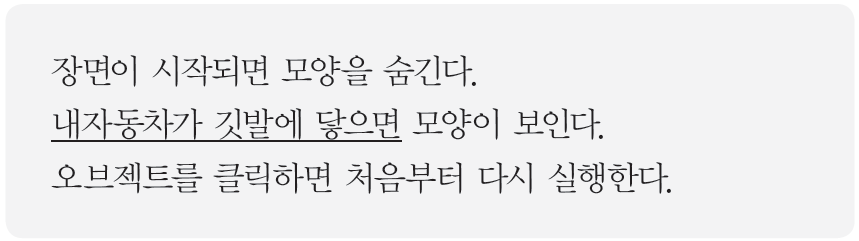 장면이 시작되면 모양을 숨긴다.
내자동차가 깃발에 닿으면 모양이 보인다.
오브젝트를 클릭하면 처음부터 다시 실행한다.